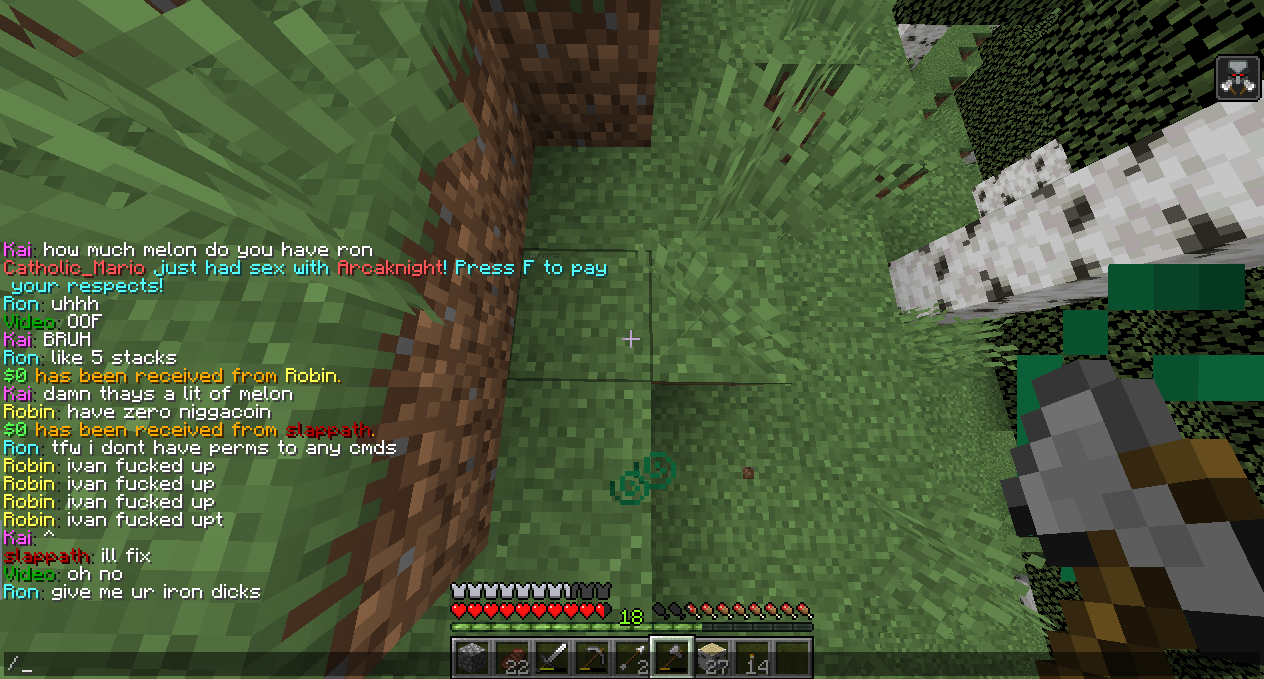 Kai: how much melon do you have ron
Catholic_Mario just had sex with Arcaknight! Press F to pay
your respects!
Ron: uhhh
Video: OOF
Kai: BRUH
Ron: like 5 stacks
$0 has been received from Robin.
Kai: damn thays a lit of melon
Robin: have zero niggacoin
$0 has been received from slappath.
Ron: tfw i dont have perms to any cmds
Robin: ivan fucked up
Robin: ivan fucked up
Robin: ivan fucked up
Robin: ivan fucked upt
Kai: ^
slappath: ill fix
Video: oh no
Ron: give me ur iron dicks
18
22 2 27 14
/_